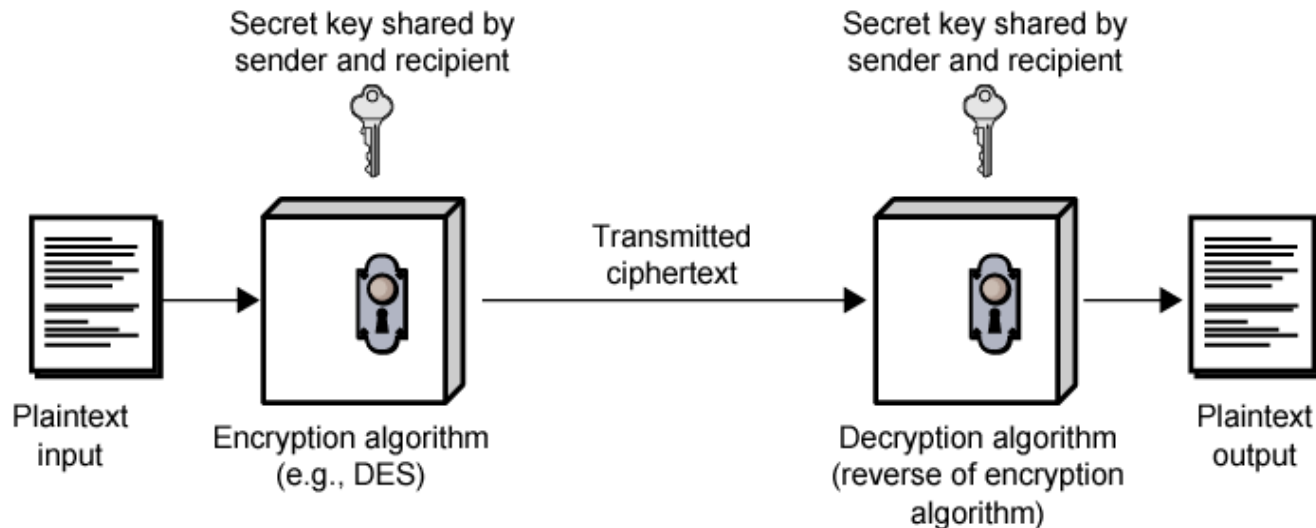 Secret key shared by
sender and recipient
Secret key shared by
sender and recipient
Transmitted
ciphertext
Plaintext
input
Encryption algorithm
(e.g., DES)
Decryption algorithm
(reverse of encryption
algorithm)
Plaintext
output